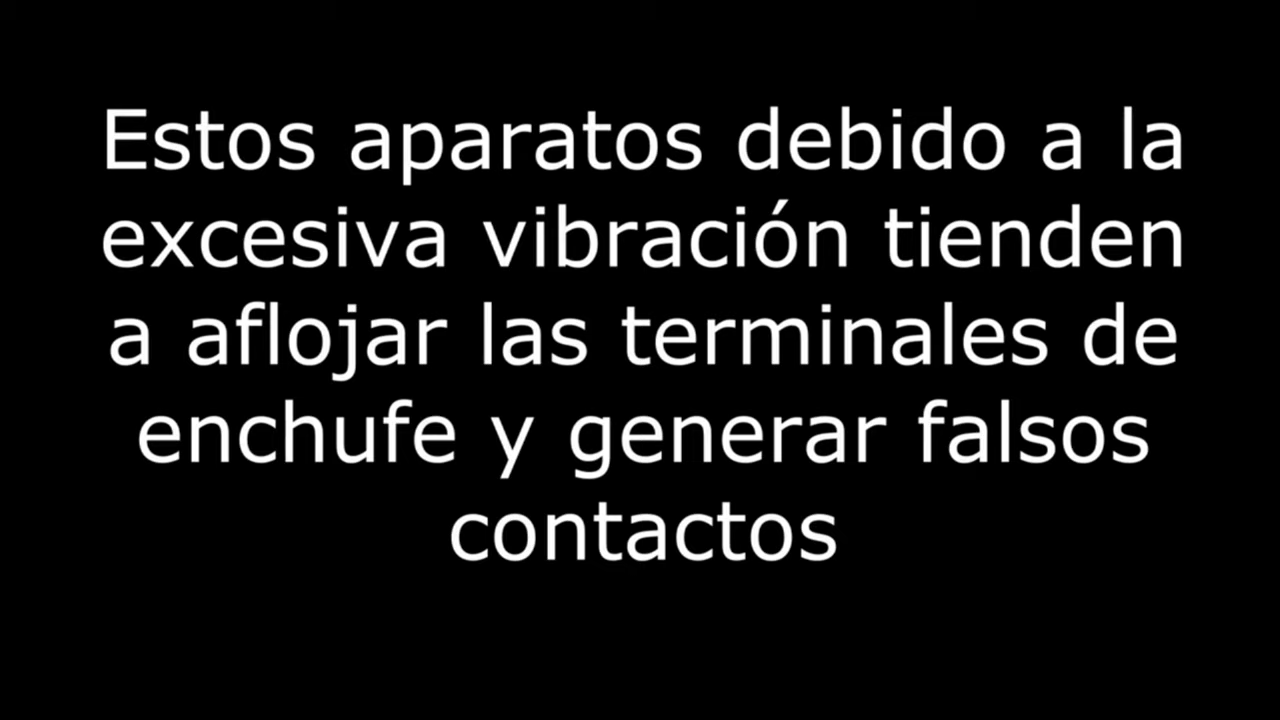 Estos aparatos debido a la
excesiva vibración tienden
a aflojar las terminales de
enchufe y generar falsos
contactos